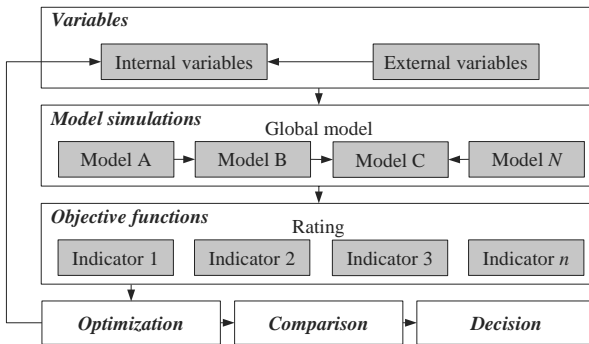 Variables
Internal variables
External variables
Model simulations
Global model
Model A
Model B
Model C
Model N
Objective functions
Rating
Indicator 1
Indicator 2
Indicator 3
Indicator n
Optimization
Comparison
Decision